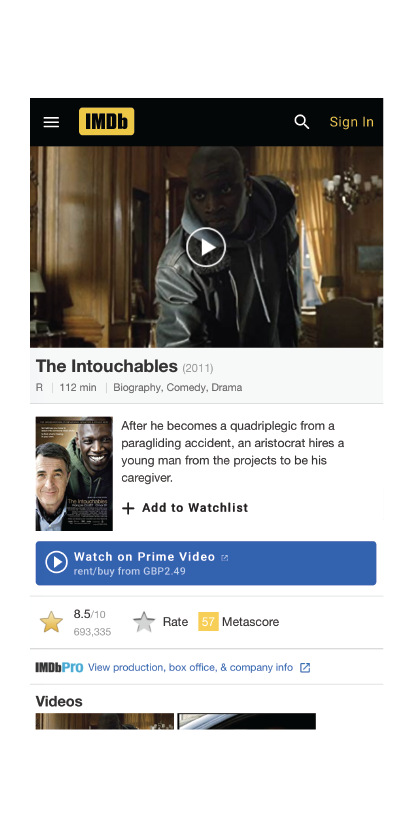 IMDb
Sign In
The Intouchables (2011)
R 112 min Biography, Comedy, Drama
After he becomes a quadriplegic from a
paragliding accident, an aristocrat hires a
young man from the projects to be his
caregiver.
The Intouchables
+ Add to Watchlist
Watch on Prime Video
rent/buy from GBP2.49
8.5/10
693,335
Rate
57 Metascore
IMDbPro View production, box office, & company info
Videos